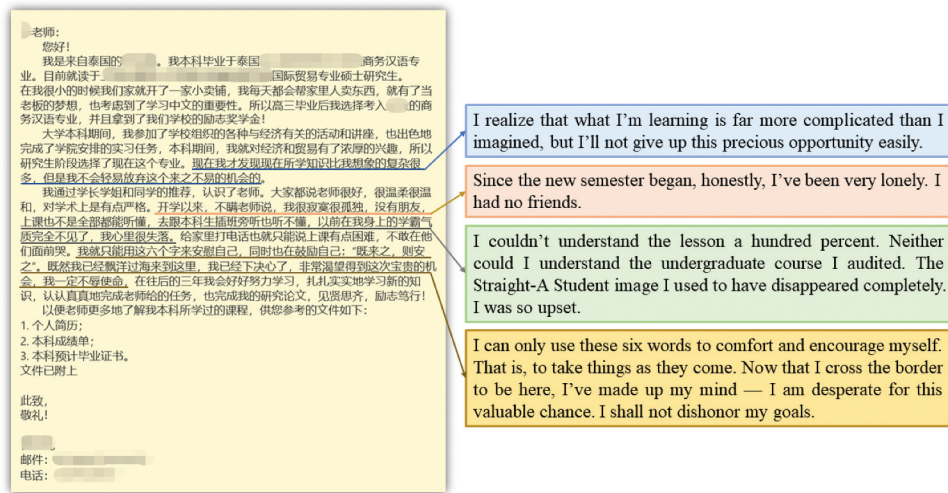 老师：
您好！
我是来自泰国的　　。我本科毕业于泰国　　　　商务汉语专
业。目前就读于　　　　国际贸易专业硕士研究生。
在我很小的时候我们家就开了一家小卖铺，我每天都会帮家里人卖东西，就有了当
老板的梦想，也考虑到了学习中文的重要性。所以高三毕业后我选择考入　　的商
务汉语专业，并且拿到了我们学校的励志奖学金！
大学本科期间，我参加了学校组织的各种与经济有关的活动和讲座，也出色地
完成了学院安排的实习任务，本科期间，我就对经济和贸易有了浓厚的兴趣，所以
研究生阶段选择了现在这个专业。现在我才发现现在所学知识比我想象的复杂很
多，但是我不会轻易放弃这个来之不易的机会的。
我通过学长学姐和同学的推荐，认识了老师。大家都说老师很好，很温柔很温
和，对学术上是有点严格。开学以来，不瞒老师说，我很寂寞很孤独，没有朋友，
上课也不是全部都能听懂，去跟本科生插班旁听也听不懂，以前在我身上的学霸气
质完全不见了，我心里很失落。给家里打电话也就只能说上课有点困难，不敢在他
们面前哭。我就只能用这六个字来安慰自己，同时也在鼓励自己：“既来之，则安
之”。既然我已经飘洋过海来到这里，我已经下决心了，非常渴望得到这次宝贵的机
会，我一定不辱使命，在往后的三年我会好好努力学习，扎扎实实地学习新的知
识，认认真真地完成老师给的任务，也完成我的研究论文，见贤思齐，励志笃行！
以便老师更多地了解我本科所学过的课程，供您参考的文件如下：
1. 个人简历；
2. 本科成绩单；
3. 本科预计毕业证书。
文件已附上
此致，
敬礼！
邮件：
电话：
I realize that what I’m learning is far more complicated than I
imagined, but I’ll not give up this precious opportunity easily.
Since the new semester began, honestly, I’ve been very lonely. I
had no friends.
I couldn’t understand the lesson a hundred percent. Neither
could I understand the undergraduate course I audited. The
Straight-A Student image I used to have disappeared completely.
I was so upset.
I can only use these six words to comfort and encourage myself.
That is, to take things as they come. Now that I cross the border
to be here, I’ve made up my mind — I am desperate for this
valuable chance. I shall not dishonor my goals.